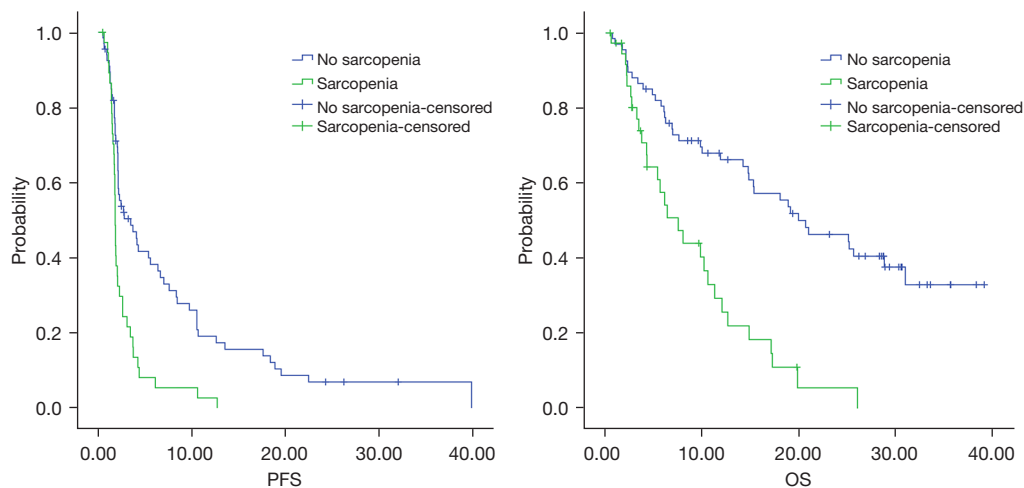 1.0
0.8
0.6
0.4
0.2
0.0
Probability
No sarcopenia
Sarcopenia
No sarcopenia-censored
Sarcopenia-censored
0.00 10.00 20.00 30.00 40.00
PFS
1.0
0.8
0.6
0.4
0.2
0.0
Probability
No sarcopenia
Sarcopenia
No sarcopenia-censored
Sarcopenia-censored
0.00 10.00 20.00 30.00 40.00
OS